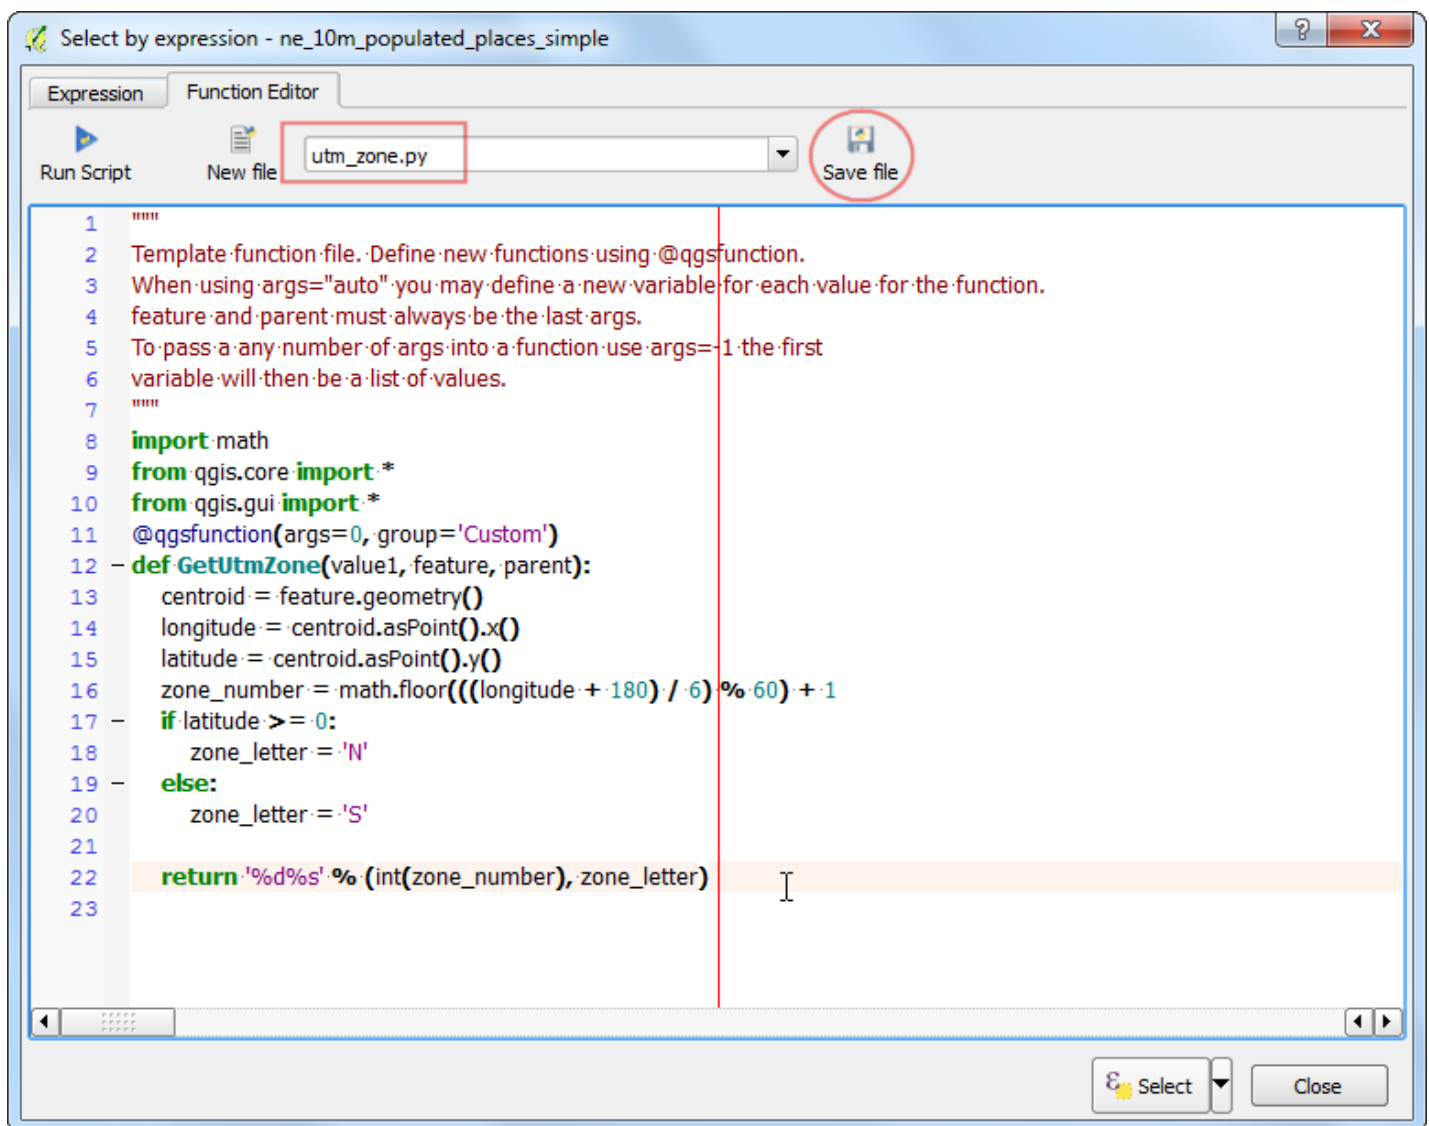 Select by expression - ne_10m_populated_places_simple
Expression
Function Editor
Run Script
New file
utm_zone.py
Save file
1 """
2 Template function file. Define new functions using @qgsfunction.
3 When using args="auto" you may define a new variable for each value for the function.
4 feature and parent must always be the last args.
5 To pass a any number of args into a function use args=-1 the first
6 variable will then be a list of values.
7 """
8 import math
9 from qgis.core import *
10 from qgis.gui import *
11 @qgsfunction(args=0, group='Custom')
12 def GetUtmZone(value1, feature, parent):
13 centroid = feature.geometry()
14 longitude = centroid.asPoint().x()
15 latitude = centroid.asPoint().y()
16 zone_number = math.floor(((longitude + 180) / 6) % 60) + 1
17 if latitude >= 0:
18 zone_letter = 'N'
19 else:
20 zone_letter = 'S'
21
22 return '%d%s' % (int(zone_number), zone_letter)
23
ε Select
Close